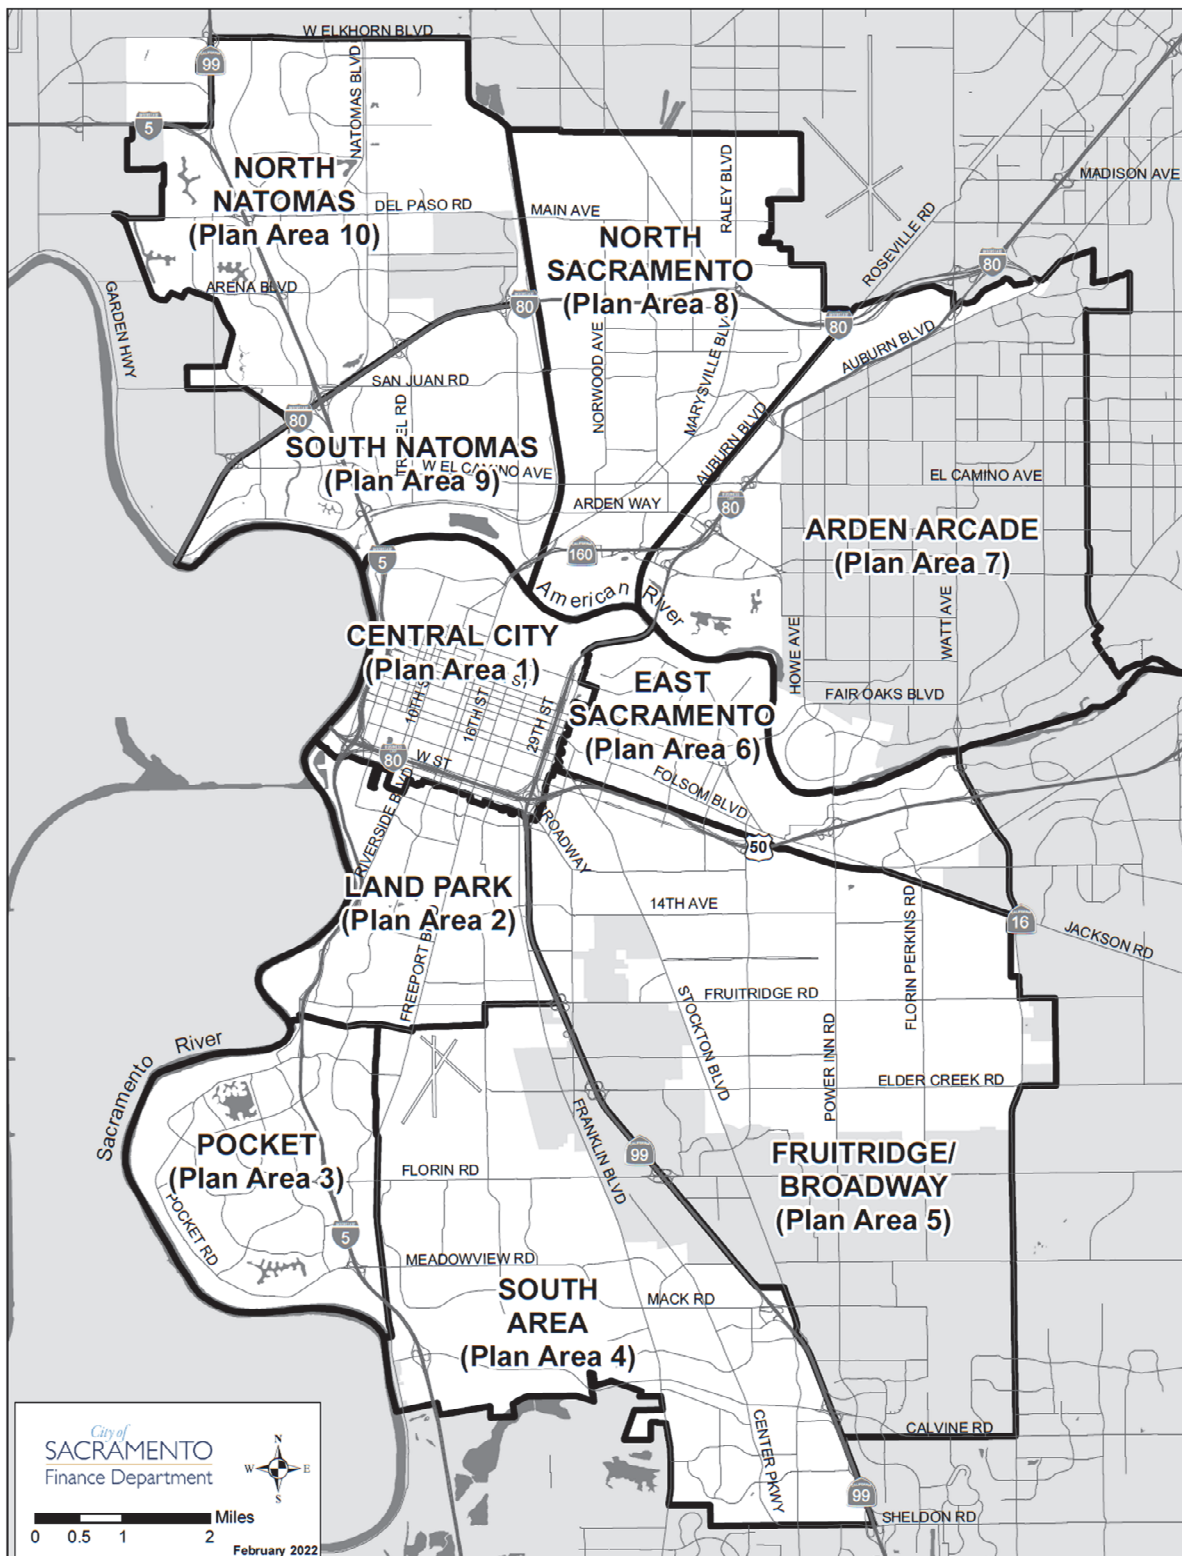 W ELKHORN BLVD
99
NATOMAS BLVD
5
NORTH
NATOMAS
(Plan Area 10)
DEL PASO RD
MAIN AVE
RALEY BLVD
MADISON AVE
NORTH
SACRAMENTO
(Plan Area 8)
ROSEVILLE RD
80
ARENA BLVD
GARDEN HWY
80
80
NORWOOD AVE
MARYSVILLE BLV
AUBURN BLVD
SAN JUAN RD
80
SOUTH NATOMAS
(Plan Area 9)
W EL CAMINO AVE
AUBURN BLVD
EL CAMINO AVE
ARDEN WAY
80
ARDEN ARCADE
(Plan Area 7)
5
160
American
River
CENTRAL CITY
(Plan Area 1)
HOWE AVE
WATT AVE
EAST
SACRAMENTO
(Plan Area 6)
FAIR OAKS BLVD
10TH S
16TH ST
ST
29TH ST
80
W ST
FOLSOM BLVD
RIVERSIDE BLVD
ROADWAY
50
LAND PARK
(Plan Area 2)
14TH AVE
FLORIN PERKINS RD
16
JACKSON RD
FREEPORT B
FRUITRIDGE RD
STOCKTON BLVD
POWER INN RD
Sacramento
River
ELDER CREEK RD
POCKET
(Plan Area 3)
FLORIN RD
FRANKLIN BLVD
99
FRUITRIDGE/
BROADWAY
(Plan Area 5)
POCKET RD
5
MEADOWVIEW RD
SOUTH
AREA
(Plan Area 4)
MACK RD
CENTER PKWY
CALVINE RD
99
SHELDON RD
City of
SACRAMENTO
Finance Department
N
W
E
S
0 0.5 1 2 Miles
February 2022